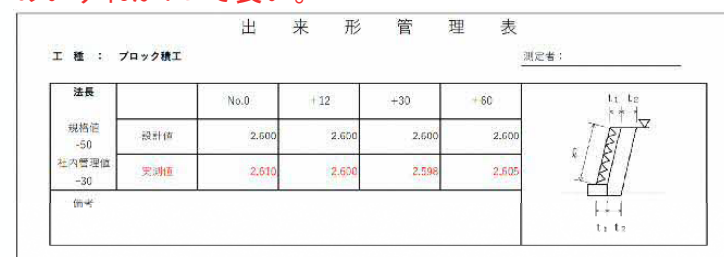 出来形管理表
工 種 : ブロック積工
測定者:
法長 No.0 +12 +30 +60
規格値
-50
設計値 2.600 2.600 2.600 2.600
社内管理値
-30
実測値 2.610 2.600 2.598 2.605
備考
t₁ t₂
t₁ t₂